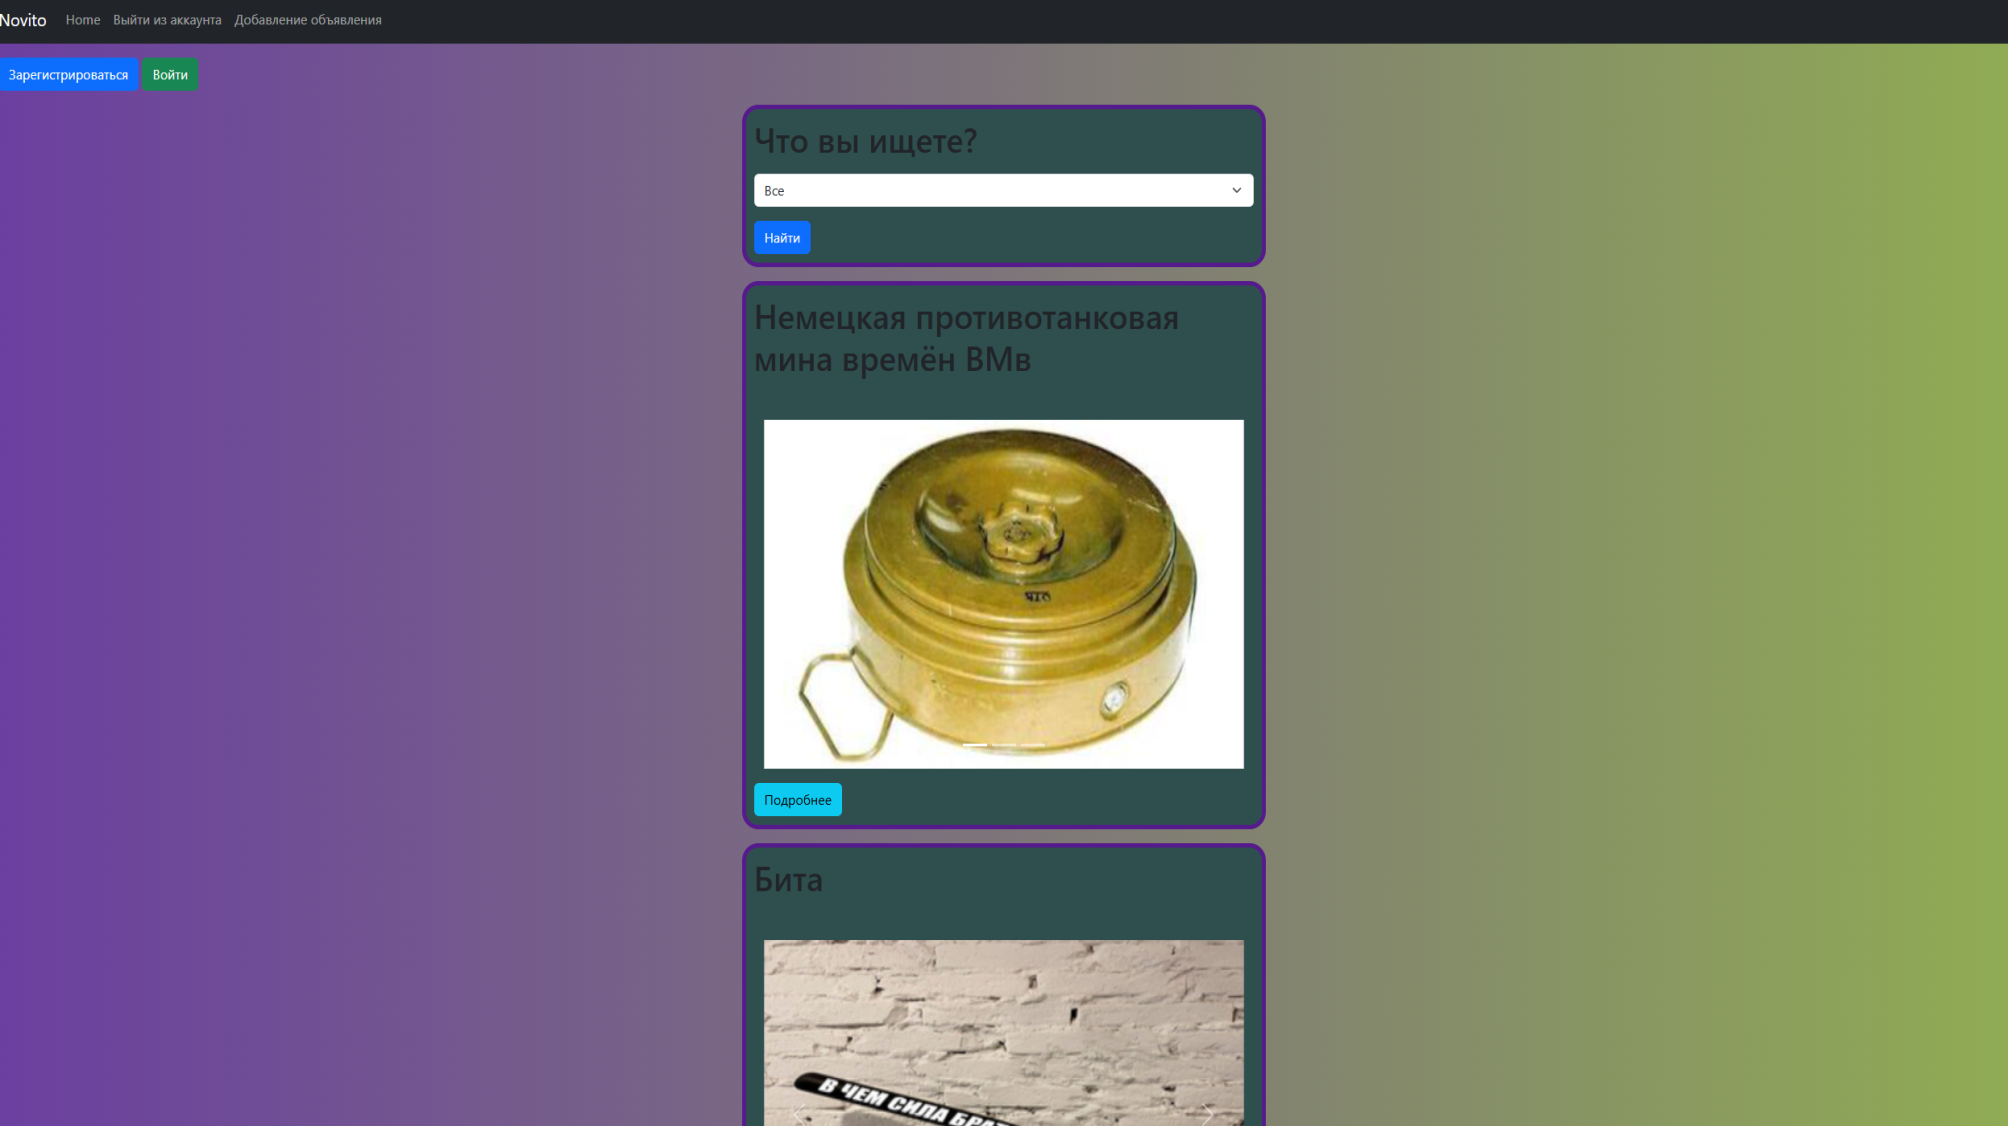 Novito Home Выйти из аккаунта Добавление объявления
Зарегистрироваться Войти
Что вы ищете?
Все
Найти
Немецкая противотанковая
мина времён ВМв
Подробнее
Бита
В ЧЕМ СИЛА